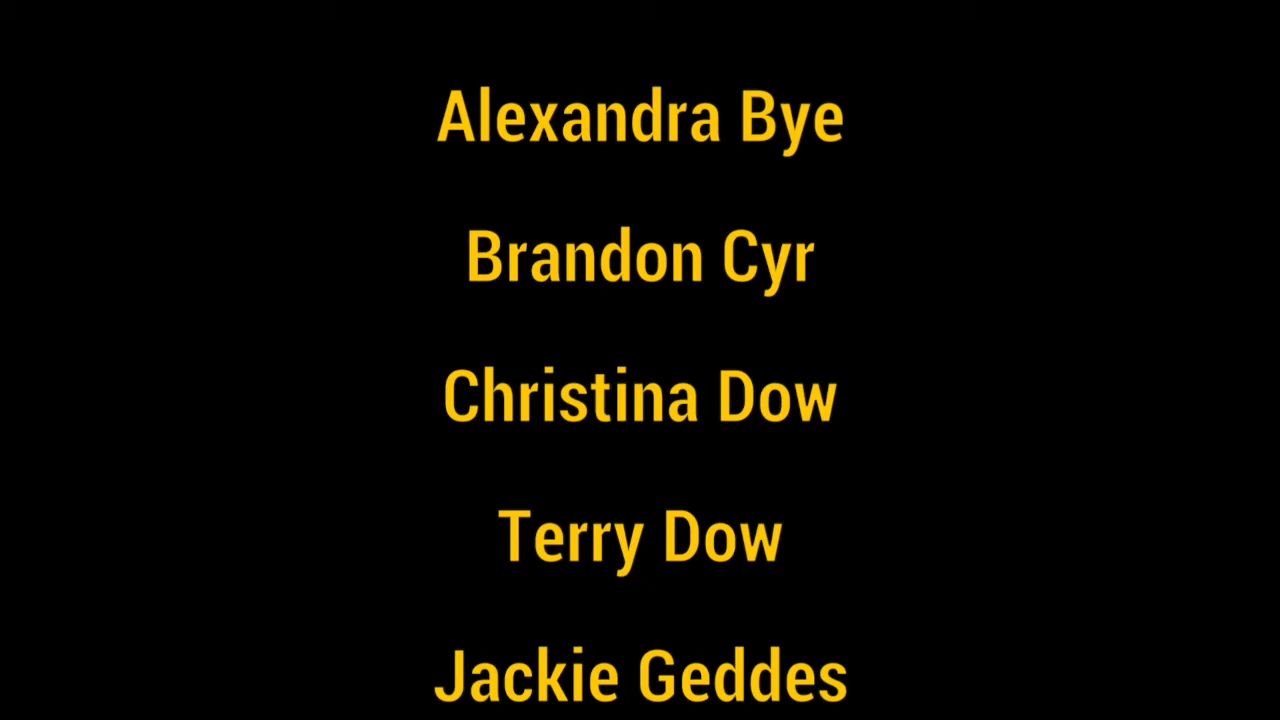 Alexandra Bye
Brandon Cyr
Christina Dow
Terry Dow
Jackie Geddes